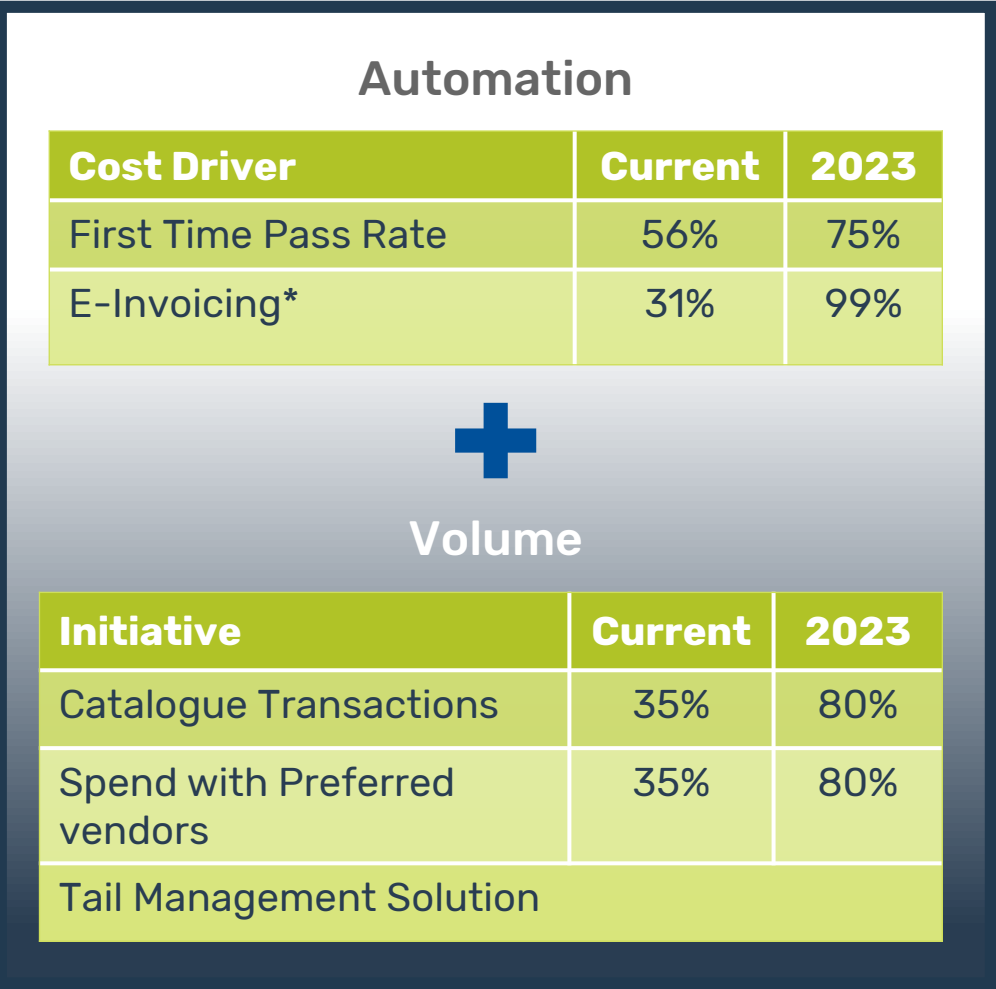 Automation
Cost Driver Current 2023
First Time Pass Rate 56% 75%
E-Invoicing* 31% 99%
Volume
Initiative Current 2023
Catalogue Transactions 35% 80%
Spend with Preferred 35% 80%
vendors
Tail Management Solution